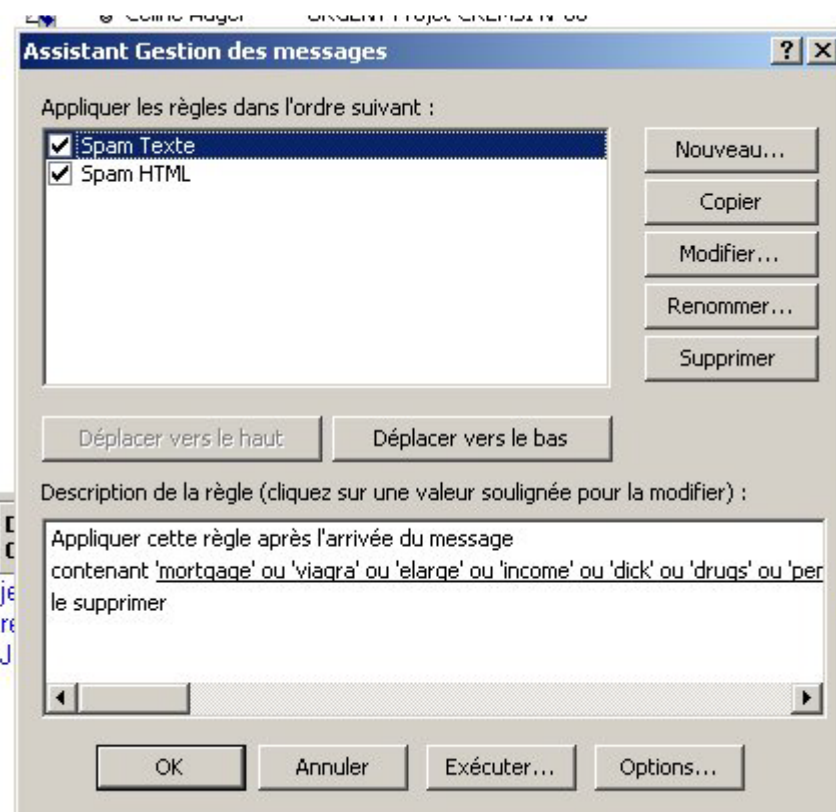 Assistant Gestion des messages
Appliquer les règles dans l'ordre suivant :
Spam Texte
Spam HTML
Nouveau...
Copier
Modifier...
Renommer...
Supprimer
Déplacer vers le haut
Déplacer vers le bas
Description de la règle (cliquez sur une valeur soulignée pour la modifier) :
Appliquer cette règle après l'arrivée du message
contenant 'mortgage' ou 'viagra' ou 'elarge' ou 'income' ou 'dick' ou 'drugs' ou 'per
le supprimer
OK
Annuler
Exécuter...
Options...